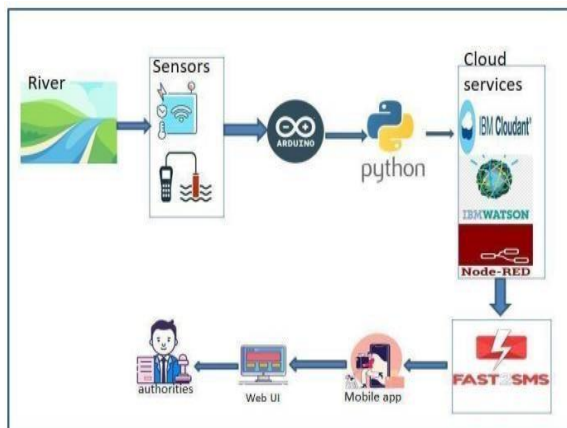 River
Sensors
ARDUINO
python
Cloud
services
IBM Cloudant
IBMWATSON
Node-RED
FAST2SMS
Mobile app
Web UI
authorities